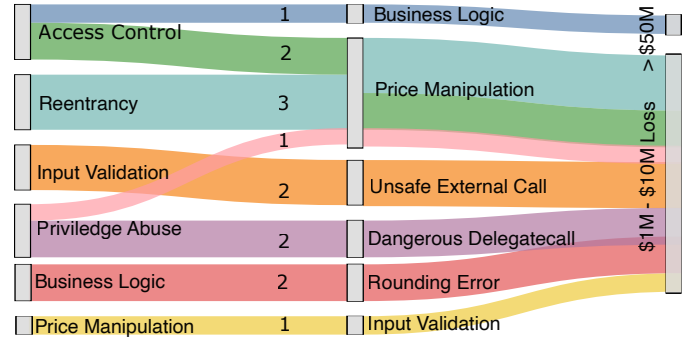 Access Control
Reentrancy
Input Validation
Priviledge Abuse
Business Logic
Price Manipulation
1
2
3
1
2
2
2
1
Business Logic
Price Manipulation
Unsafe External Call
Dangerous Delegatecall
Rounding Error
Input Validation
> $50M
$1M - $10M Loss